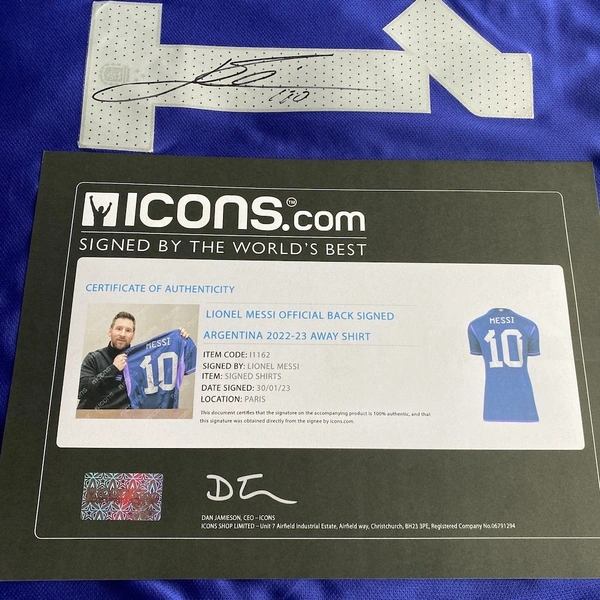 ICONS.com™
SIGNED BY THE WORLD'S BEST
CERTIFICATE OF AUTHENTICITY
MESSI
10
LIONEL MESSI OFFICIAL BACK SIGNED
ARGENTINA 2022-23 AWAY SHIRT
ITEM CODE: I1162
SIGNED BY: LIONEL MESSI
ITEM: SIGNED SHIRTS
DATE SIGNED: 30/01/23
LOCATION: PARIS
This document certifies that the signature on the accompanying product is 100% authentic, and that
this signature was obtained directly from the signee by Icons.com.
MESSI
10
DAN JAMIESON, CEO – ICONS
ICONS SHOP LIMITED – Unit 7 Airfield Industrial Estate, Airfield way, Christchurch, BH23 3PE, Registered Company No.06791294